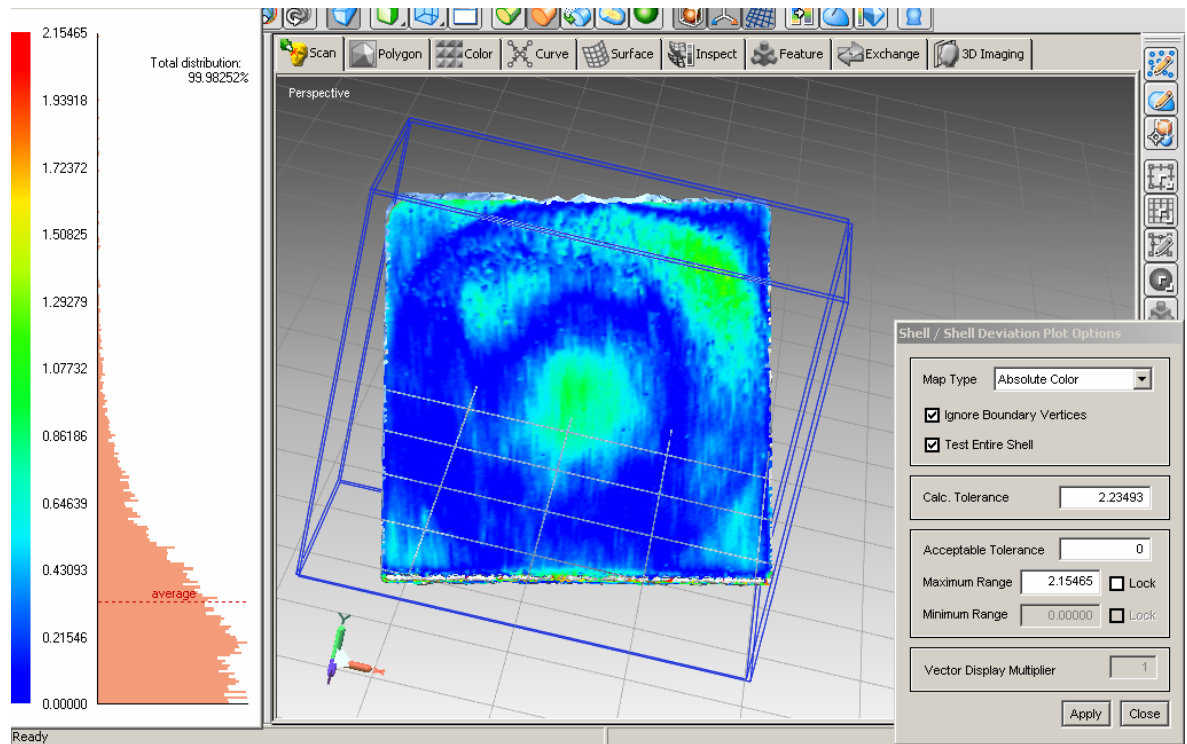 2.15465
Total distribution:
99.98252%
1.93918
1.72372
1.50825
1.29279
1.07732
0.86186
0.64639
0.43093
average
0.21546
0.00000
Ready
Scan Polygon Color Curve Surface Inspect Feature Exchange 3D Imaging
Perspective
Y
Shell / Shell Deviation Plot Options
Map Type Absolute Color
Ignore Boundary Vertices
Test Entire Shell
Calc. Tolerance 2.23493
Acceptable Tolerance 0
Maximum Range 2.15465 Lock
Minimum Range 0.00000 Lock
Vector Display Multiplier 1
Apply Close